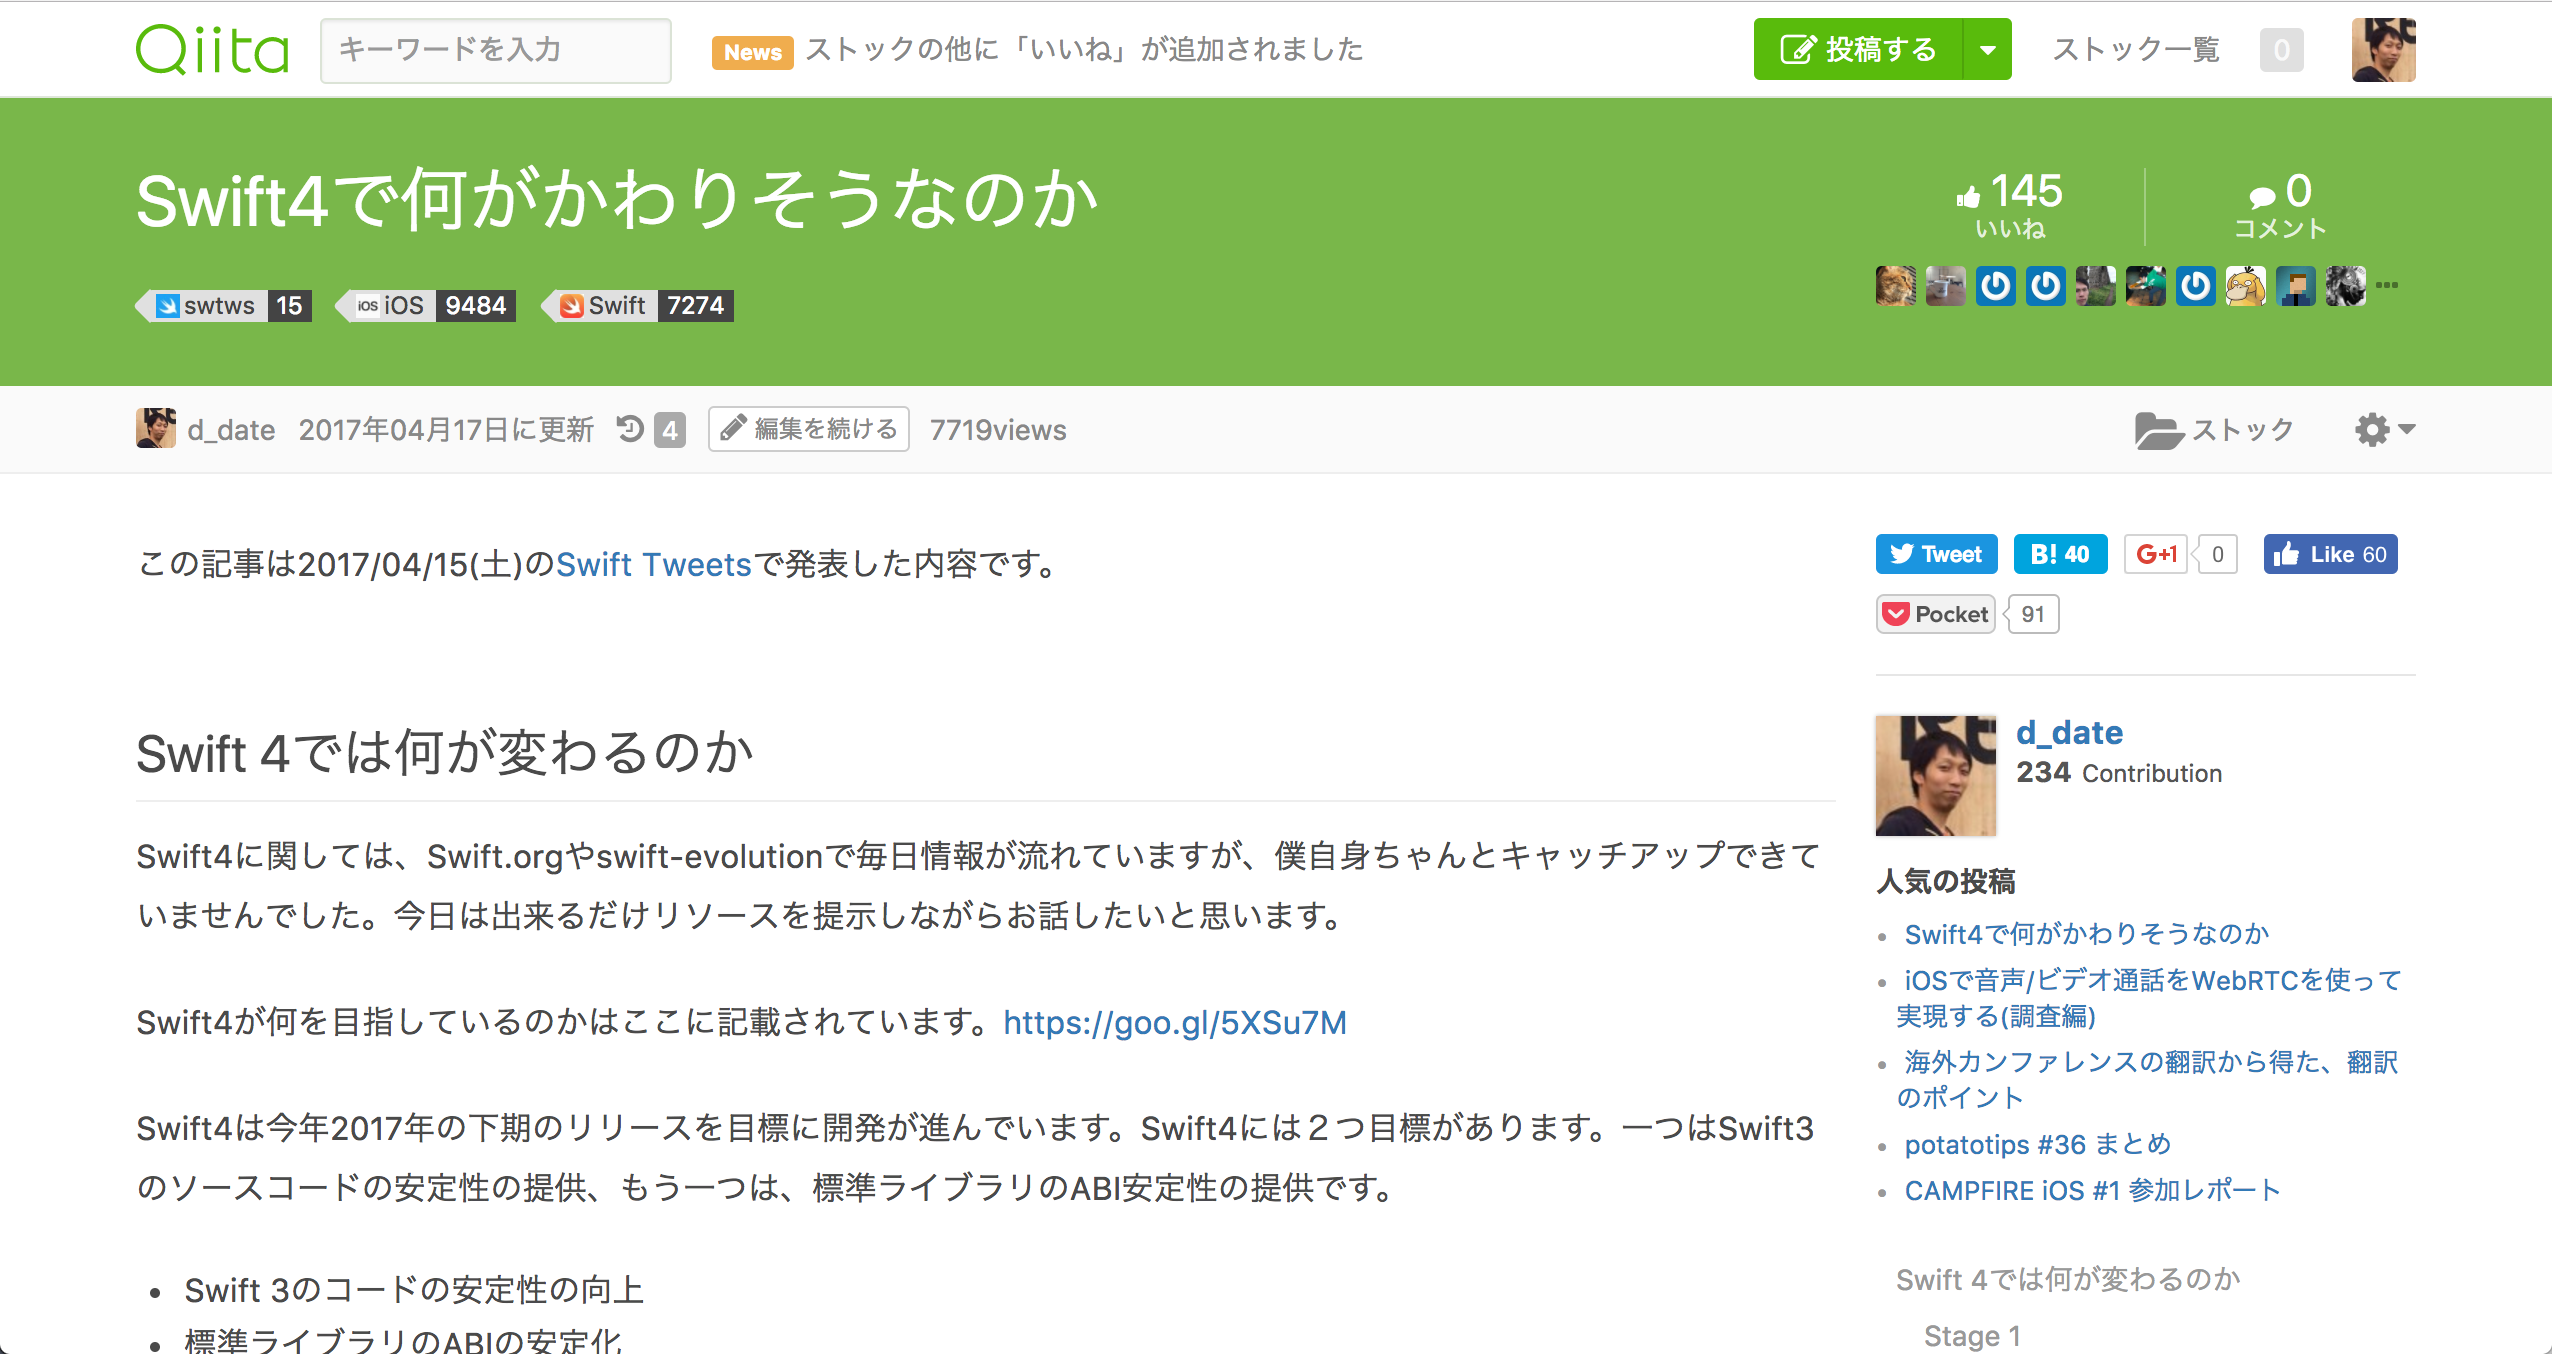 Qiita
キーワードを入力
News ストックの他に「いいね」が追加されました
投稿する
ストック一覧
0
Swift4で何がかわりそうなのか
145
いいね
0
コメント
swtws 15
iOS iOS 9484
Swift 7274
d_date 2017年04月17日に更新 4 編集を続ける 7719views
ストック
この記事は2017/04/15(土)のSwift Tweetsで発表した内容です。
Swift 4では何が変わるのか
Swift4に関しては、Swift.orgやswift-evolutionで毎日情報が流れていますが、僕自身ちゃんとキャッチアップできて
いませんでした。今日は出来るだけリソースを提示しながらお話したいと思います。
Swift4が何を目指しているのかはここに記載されています。https://goo.gl/5XSu7M
Swift4は今年2017年の下期のリリースを目標に開発が進んでいます。Swift4には２つ目標があります。一つはSwift3
のソースコードの安定性の提供、もう一つは、標準ライブラリのABI安定性の提供です。
• Swift 3のコードの安定性の向上
• 標準ライブラリのABIの安定化
Tweet
B! 40
G+1 0
Like 60
Pocket 91
d_date
234 Contribution
人気の投稿
• Swift4で何がかわりそうなのか
• iOSで音声/ビデオ通話をWebRTCを使って
実現する(調査編)
• 海外カンファレンスの翻訳から得た、翻訳
のポイント
• potatotips #36 まとめ
• CAMPFIRE iOS #1 参加レポート
Swift 4では何が変わるのか
Stage 1